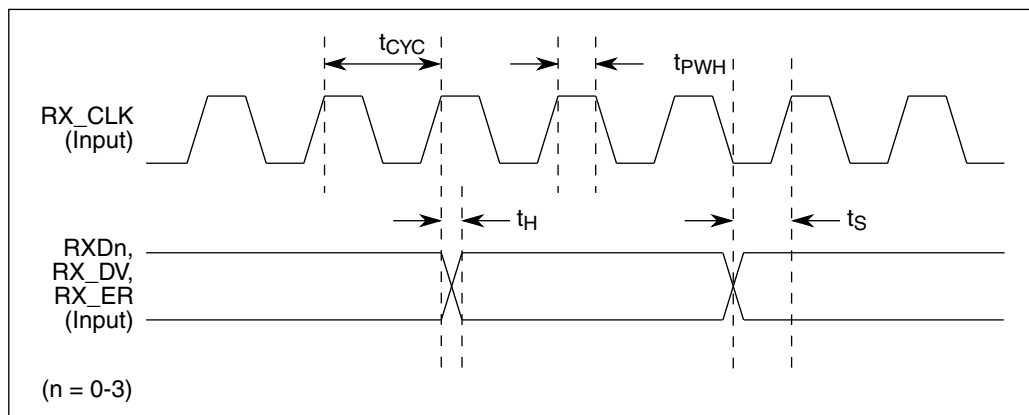 tCYC
tPWH
RX_CLK
(Input)
tH
tS
RXDn,
RX_DV,
RX_ER
(Input)
(n = 0-3)